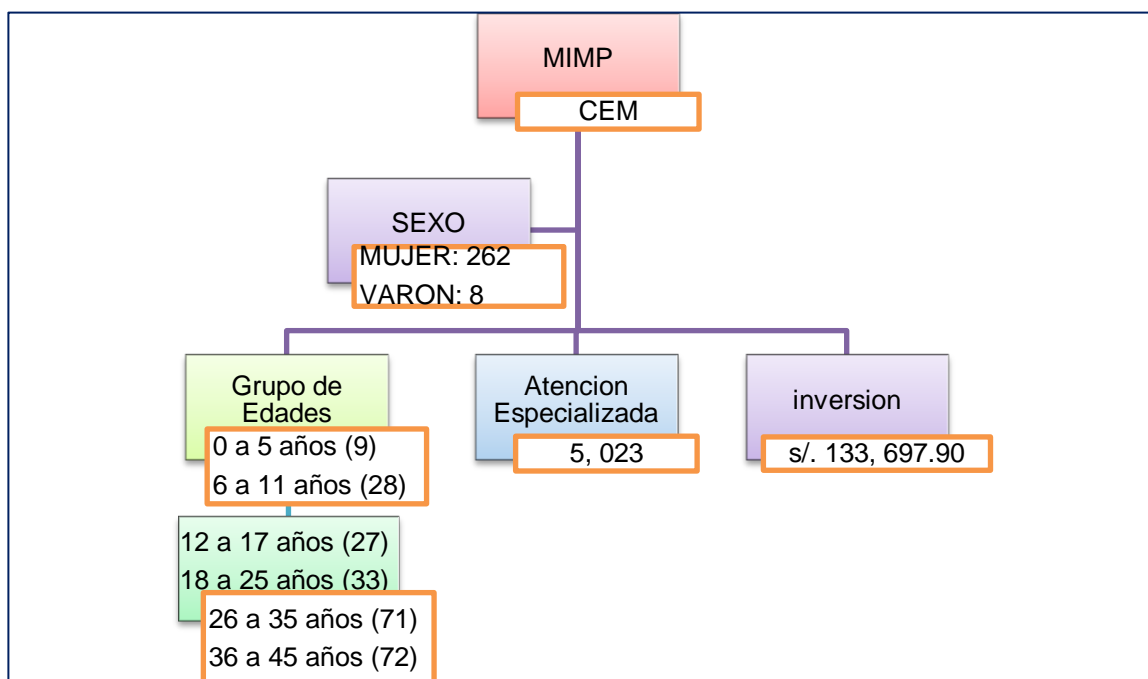 MIMP
CEM
SEXO
MUJER: 262
VARON: 8
Grupo de
Edades
0 a 5 años (9)
6 a 11 años (28)
12 a 17 años (27)
18 a 25 años (33)
26 a 35 años (71)
36 a 45 años (72)
Atencion
Especializada
5, 023
inversion
s/. 133, 697.90